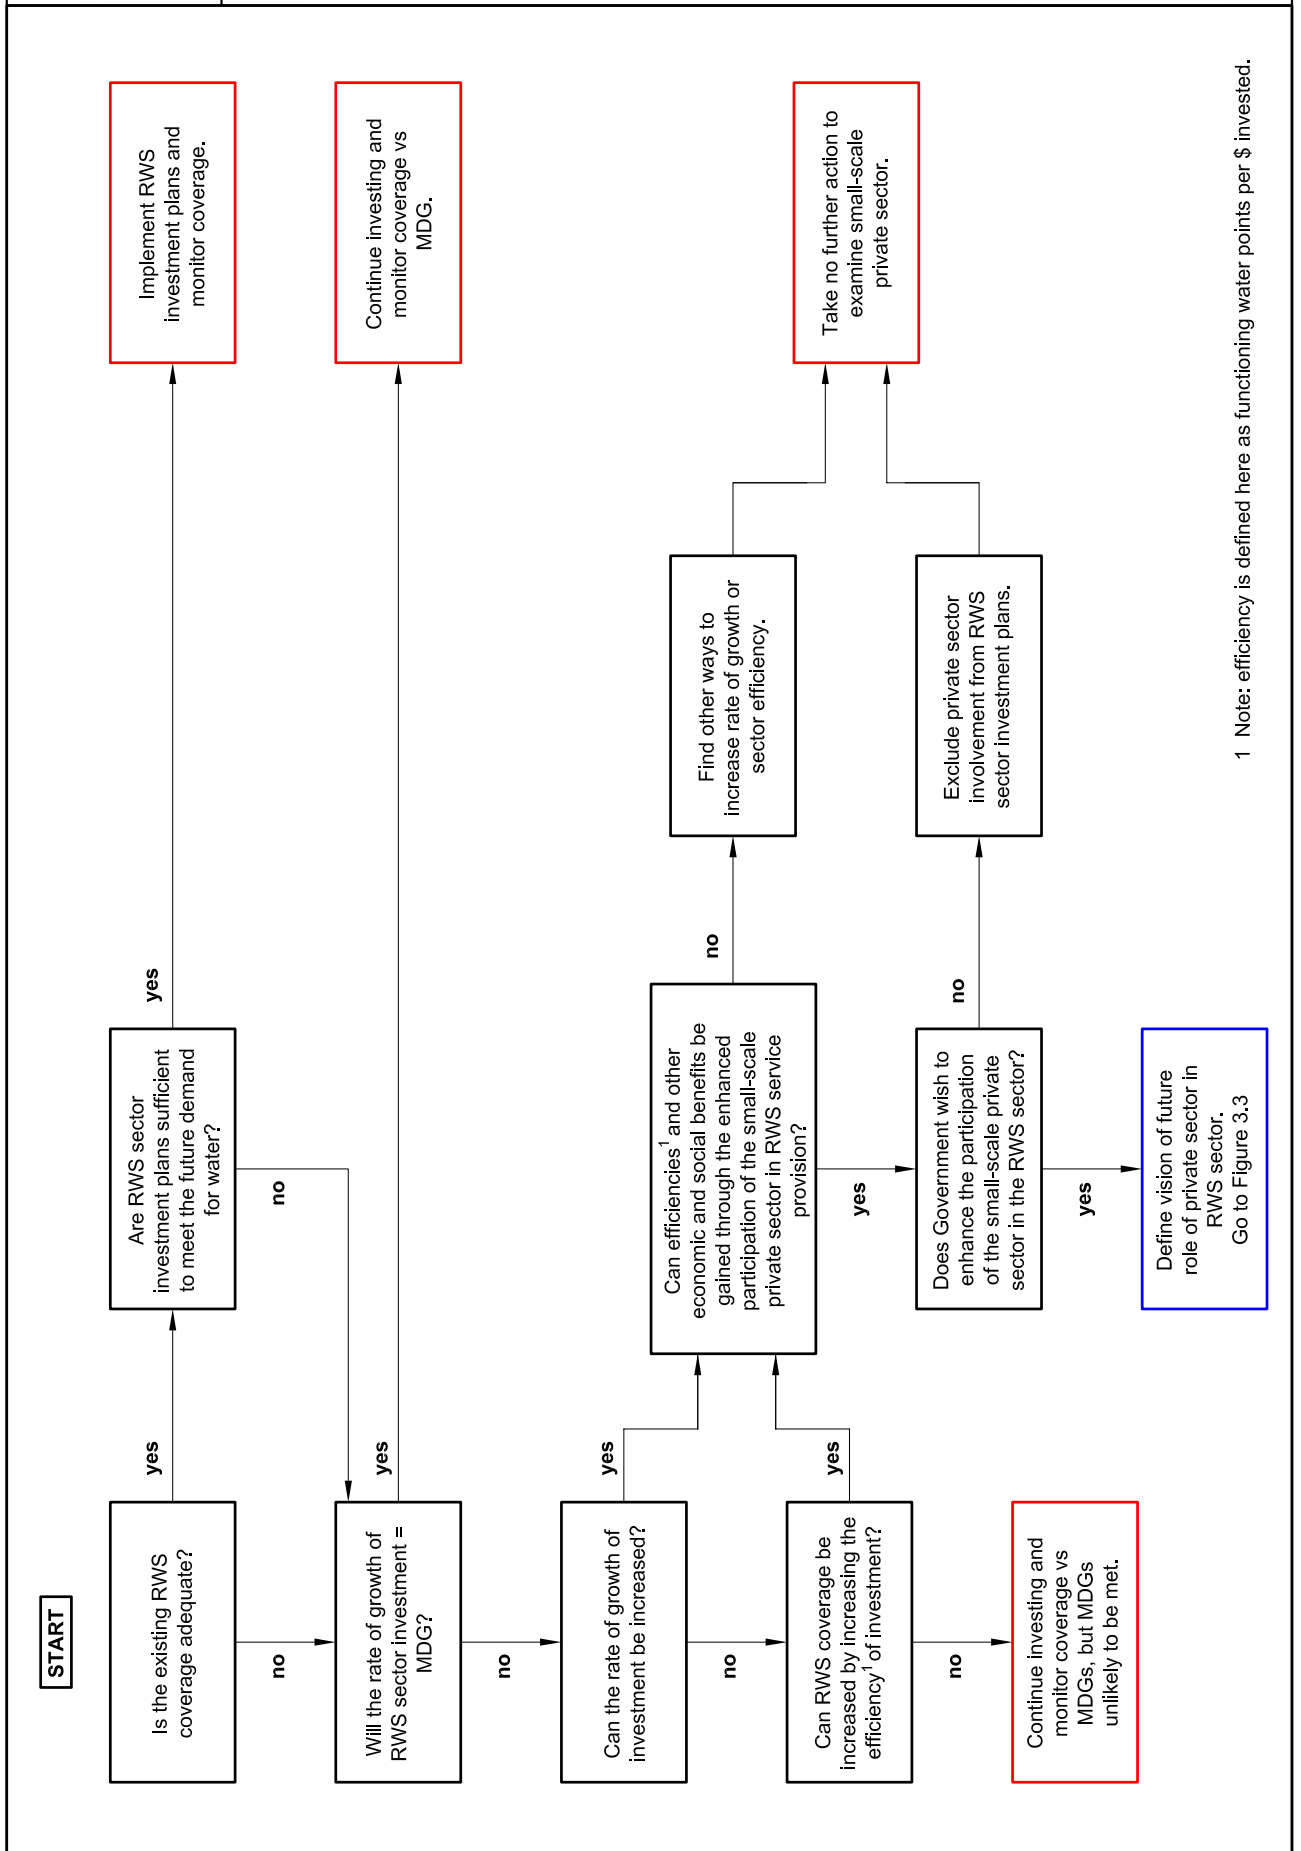 START
Is the existing RWS
coverage adequate?
yes
Are RWS sector
investment plans sufficient
to meet the future demand
for water?
yes
Implement RWS
investment plans and
monitor coverage.
no
no
Will the rate of growth of
RWS sector investment =
MDG?
yes
Continue investing and
monitor coverage vs
MDG.
no
Can the rate of growth of
investment be increased?
yes
Can efficiencies¹ and other
economic and social benefits be
gained through the enhanced
participation of the small-scale
private sector in RWS service
provision?
no
Find other ways to
increase rate of growth or
sector efficiency.
Take no further action to
examine small-scale
private sector.
no
Can RWS coverage be
increased by increasing the
efficiency¹ of investment?
yes
yes
Does Government wish to
enhance the participation
of the small-scale private
sector in the RWS sector?
no
Exclude private sector
involvement from RWS
sector investment plans.
no
Continue investing and
monitor coverage vs
MDGs, but MDGs
unlikely to be met.
yes
Define vision of future
role of private sector in
RWS sector.
Go to Figure 3.3
1 Note: efficiency is defined here as functioning water points per $ invested.